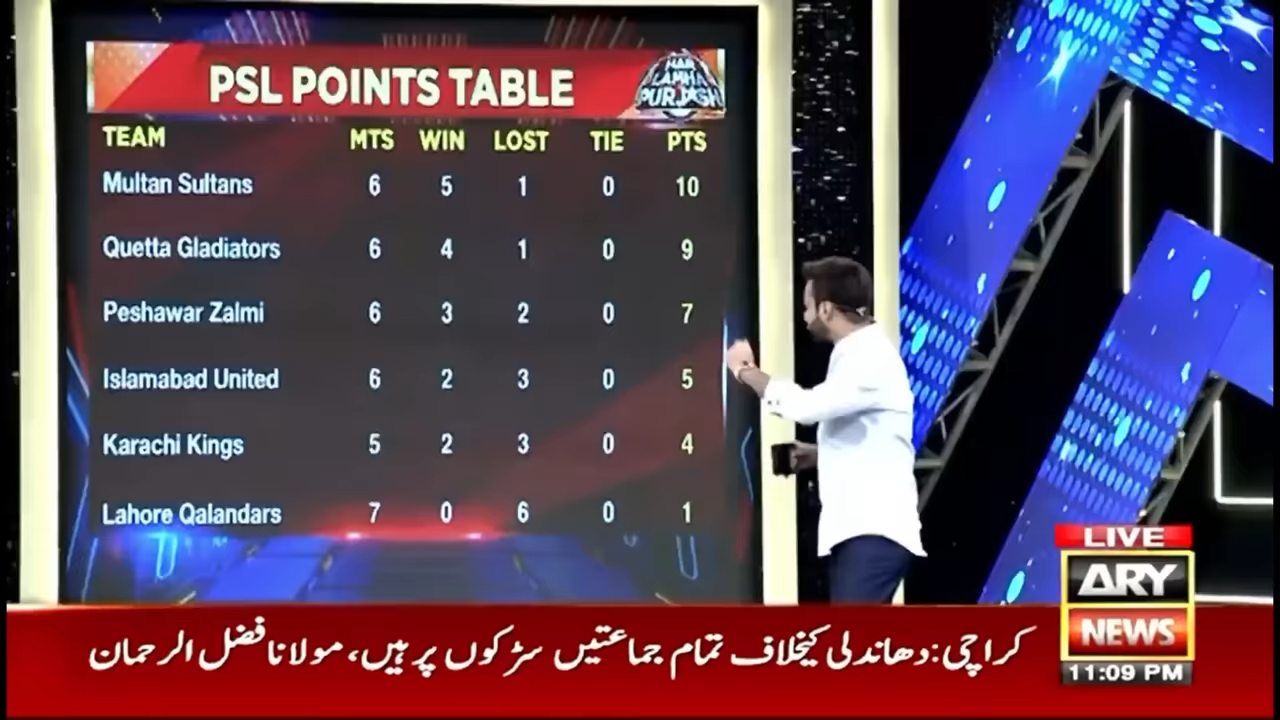 PSL POINTS TABLE
HAR
LAMHA
PURJOSH
TEAM MTS WIN LOST TIE PTS
Multan Sultans 6 5 1 0 10
Quetta Gladiators 6 4 1 0 9
Peshawar Zalmi 6 3 2 0 7
Islamabad United 6 2 3 0 5
Karachi Kings 5 2 3 0 4
Lahore Qalandars 7 0 6 0 1
LIVE
ARY
NEWS
11:09 PM
کراچی:دھاندلی کیخلاف تمام جماعتیں سڑکوں پر ہیں، مولانا فضل الرحمان